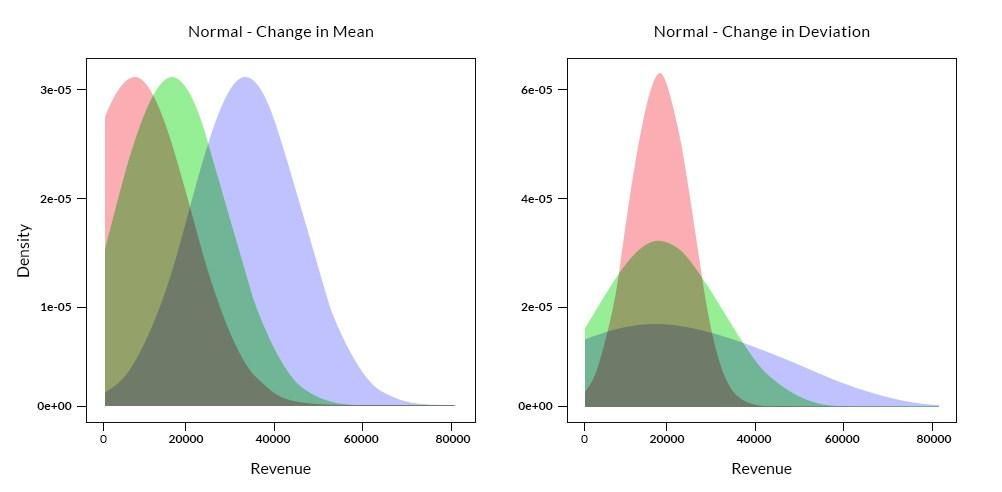 Normal - Change in Mean
Normal - Change in Deviation
3e-05
2e-05
1e-05
0e+00
Density
0 20000 40000 60000 80000
Revenue
6e-05
4e-05
2e-05
0e+00
0 20000 40000 60000 80000
Revenue